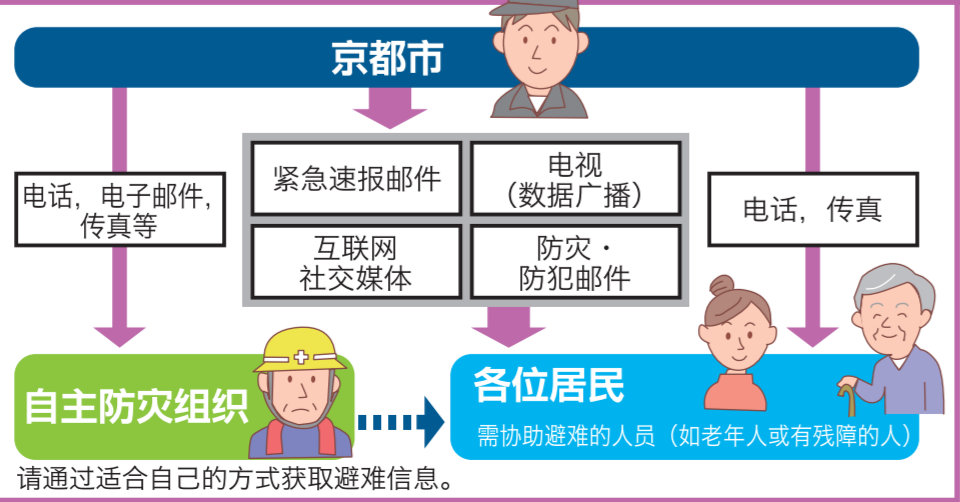 京都市
电话，电子邮件，
传真等
紧急速报邮件
电视
（数据广播）
互联网
社交媒体
防灾・
防犯邮件
电话，传真
自主防灾组织
各位居民
需协助避难的人员（如老年人或有残障的人）
请通过适合自己的方式获取避难信息。